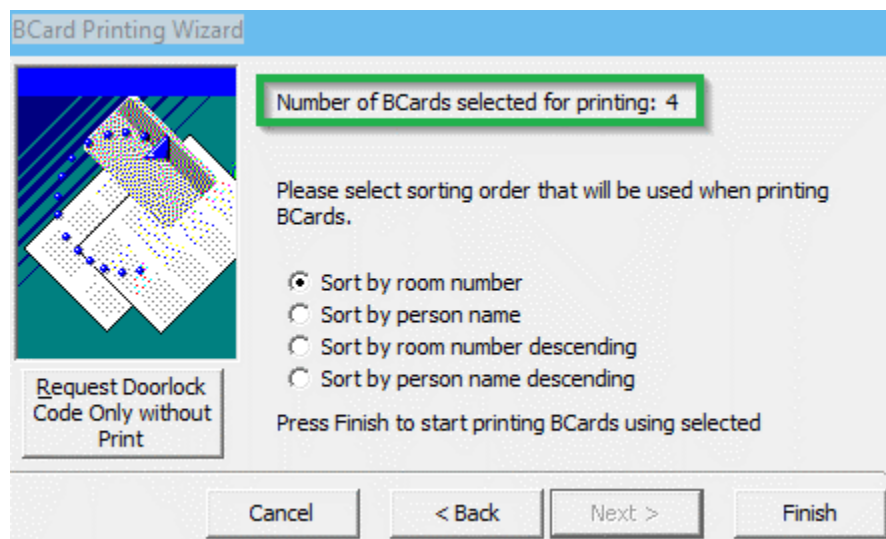 BCard Printing Wizard
Number of BCards selected for printing: 4
Please select sorting order that will be used when printing
BCards.
Sort by room number
Sort by person name
Sort by room number descending
Sort by person name descending
Request Doorlock
Code Only without
Print
Press Finish to start printing BCards using selected
Cancel
< Back
Next >
Finish